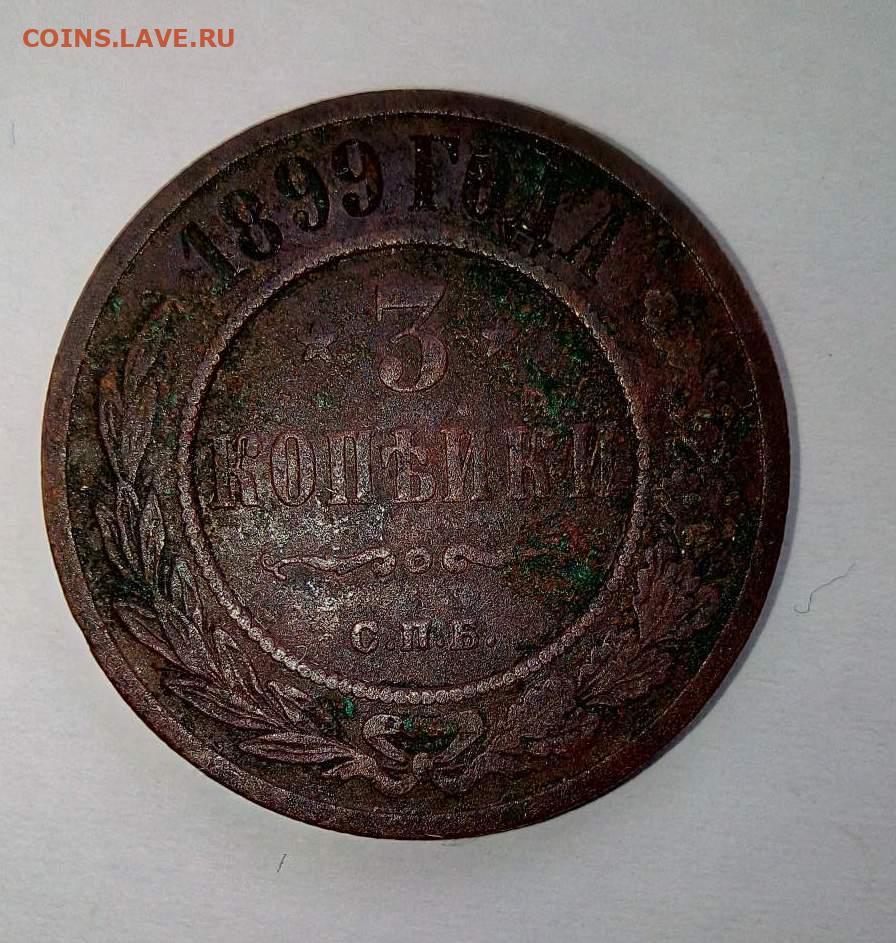 COINS.LAVE.RU
1899 ГОДА
3
КОПѢЙКИ
С.П.Б.